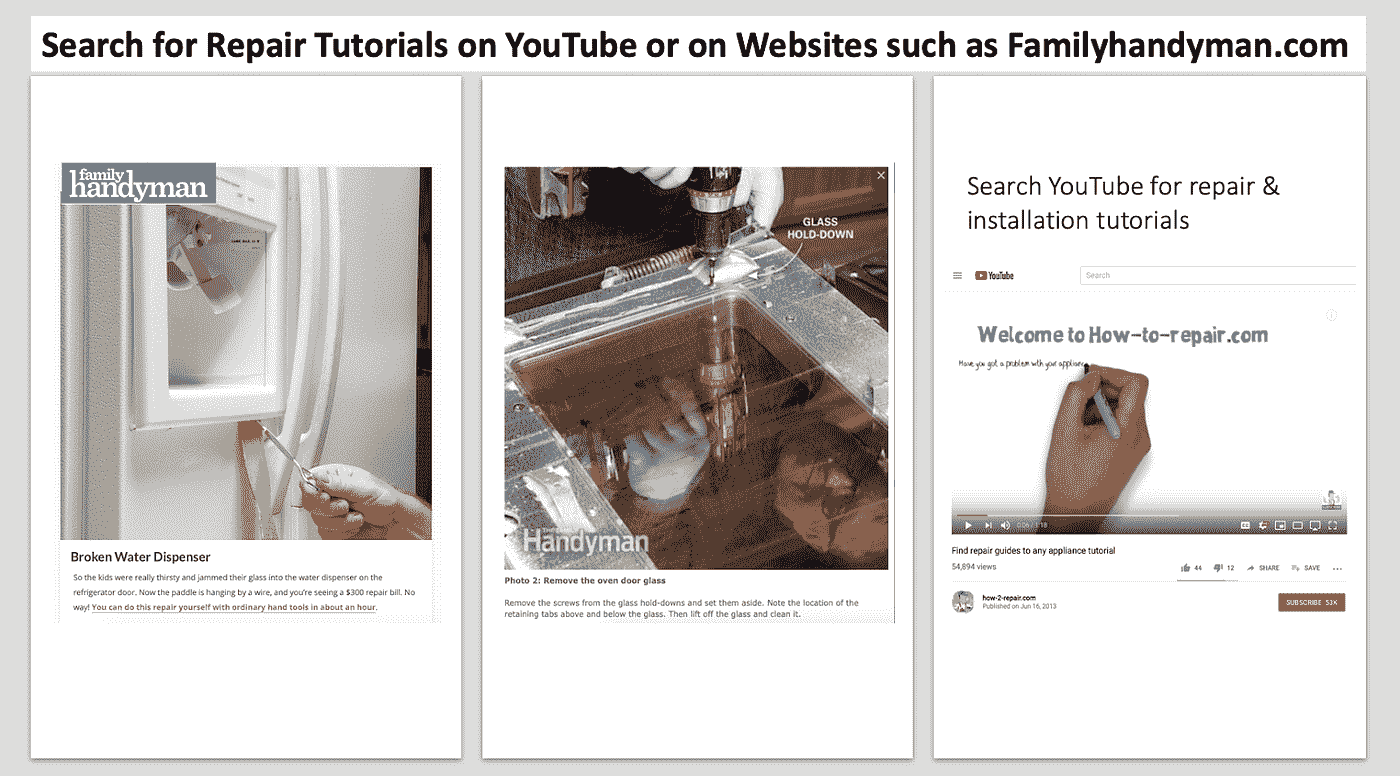 Search for Repair Tutorials on YouTube or on Websites such as Familyhandyman.com
family
handyman
Broken Water Dispenser
So the kids were really thirsty and jammed their glass into the water dispenser on the
refrigerator door. Now the paddle is hanging by a wire, and you're seeing a $300 repair bill. No
way! You can do this repair yourself with ordinary hand tools in about an hour.
GLASS
HOLD-DOWN
Handyman
Photo 2: Remove the oven door glass
Remove the screws from the glass hold-downs and set them aside. Note the location of the
retaining tabs above and below the glass. Then lift off the glass and clean it.
Search YouTube for repair &
installation tutorials
YouTube
Search
Welcome to How-to-repair.com
Have you got a problem with your applianc
0:06 / 1:18
Find repair guides to any appliance tutorial
54,894 views
44
12
SHARE
SAVE
how-2-repair.com
Published on Jun 16, 2013
SUBSCRIBE 53K